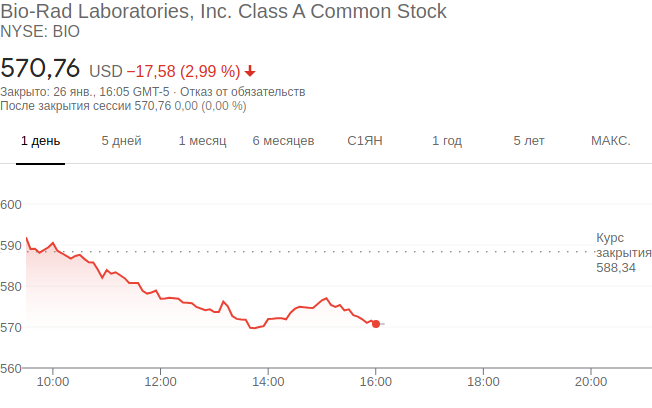 Bio-Rad Laboratories, Inc. Class A Common Stock
NYSE: BIO
570,76 USD −17,58 (2,99 %)
Закрыто: 26 янв., 16:05 GMT-5 · Отказ от обязательств
После закрытия сессии 570,76 0,00 (0,00 %)
1 день 5 дней 1 месяц 6 месяцев С1ЯН 1 год 5 лет МАКС.
600
590
580
570
560
Курс
закрытия
588,34
10:00 12:00 14:00 16:00 18:00 20:00